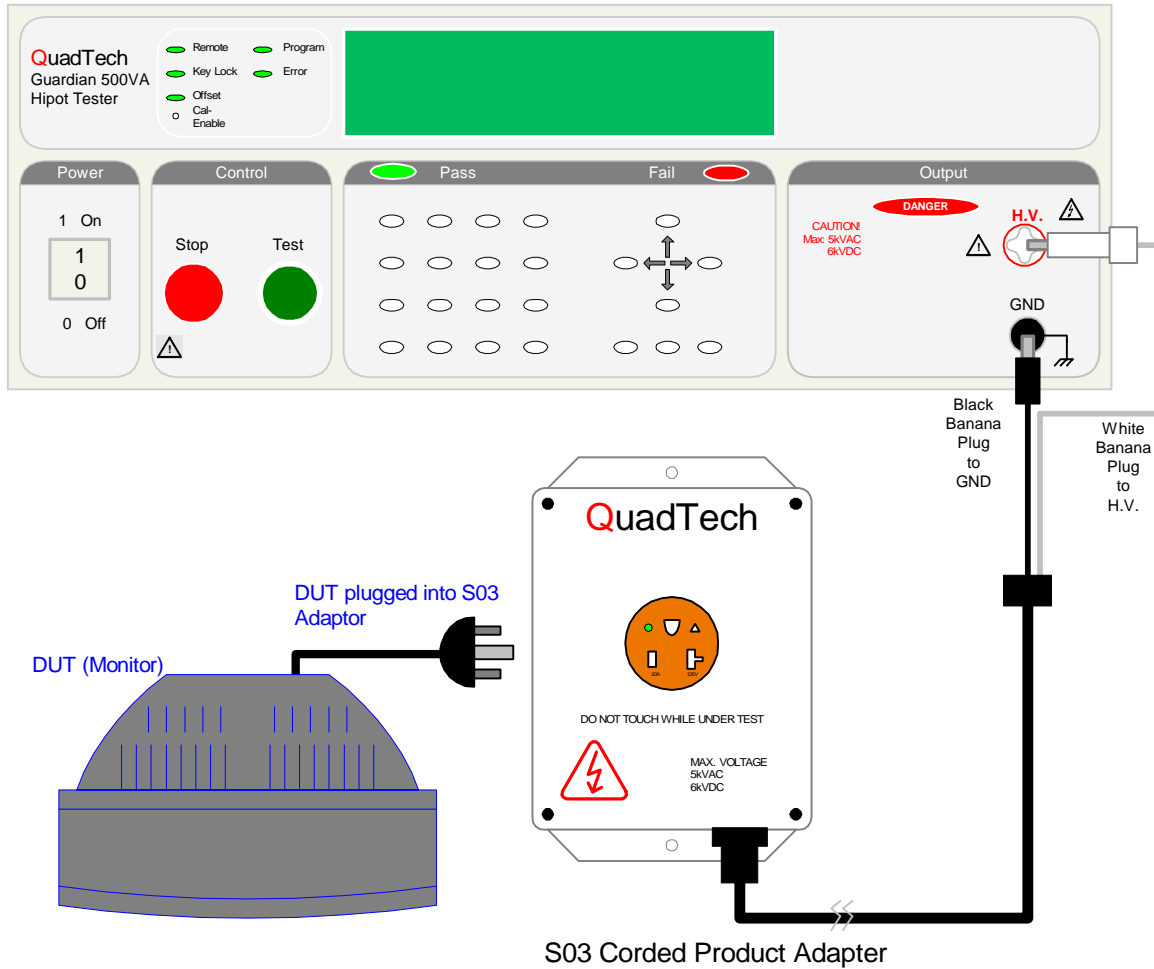 QuadTech
Guardian 500VA
Hipot Tester
Remote
Program
Key Lock
Error
Offset
Cal-
Enable
Power
Control
Pass
Fail
Output
1 On
1
0
0 Off
Stop
Test
DANGER
CAUTION!
Max: 5kVAC
6kVDC
H.V.
GND
Black
Banana
Plug
to
GND
White
Banana
Plug
to
H.V.
QuadTech
20A
125V
DO NOT TOUCH WHILE UNDER TEST
MAX. VOLTAGE
5kVAC
6kVDC
DUT plugged into S03
Adaptor
DUT (Monitor)
S03 Corded Product Adapter